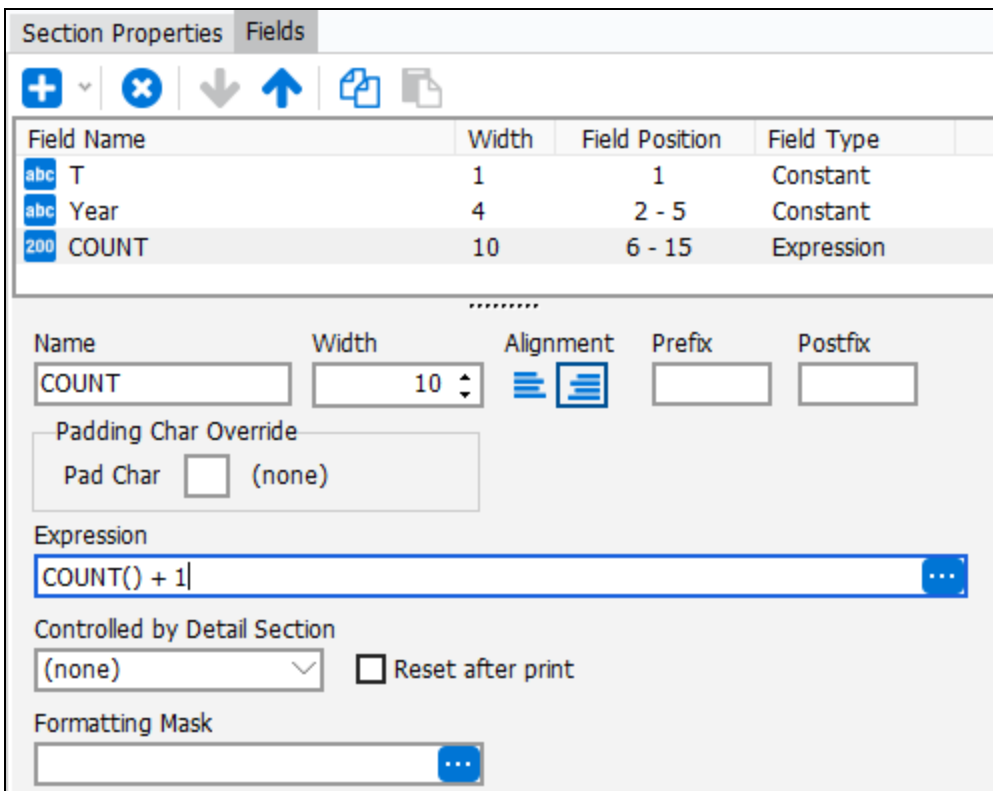 Section Properties Fields
Field Name Width Field Position Field Type
abc T 1 1 Constant
abc Year 4 2 - 5 Constant
200 COUNT 10 6 - 15 Expression
Name Width Alignment Prefix Postfix
COUNT 10
Padding Char Override
Pad Char (none)
Expression
COUNT() + 1
Controlled by Detail Section
(none) Reset after print
Formatting Mask